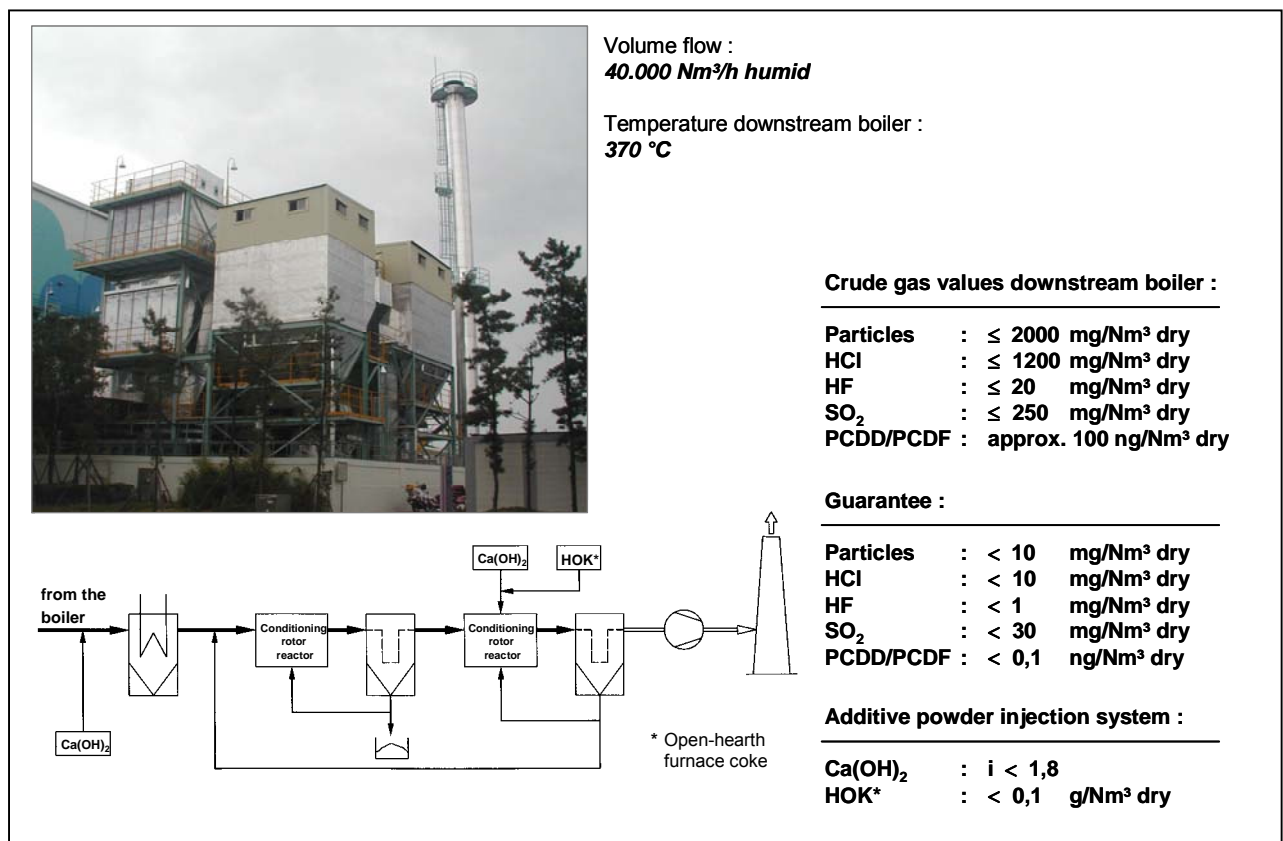 Volume flow :
40.000 Nm³/h humid
Temperature downstream boiler :
370 °C
Crude gas values downstream boiler :
Particles : ≤ 2000 mg/Nm³ dry
HCl : ≤ 1200 mg/Nm³ dry
HF : ≤ 20 mg/Nm³ dry
SO₂ : ≤ 250 mg/Nm³ dry
PCDD/PCDF : approx. 100 ng/Nm³ dry
Guarantee :
Particles : < 10 mg/Nm³ dry
HCl : < 10 mg/Nm³ dry
HF : < 1 mg/Nm³ dry
SO₂ : < 30 mg/Nm³ dry
PCDD/PCDF : < 0,1 ng/Nm³ dry
Additive powder injection system :
Ca(OH)₂ : i < 1,8
HOK* : < 0,1 g/Nm³ dry
from the
boiler
Ca(OH)₂
Conditioning
rotor
reactor
Ca(OH)₂
HOK*
Conditioning
rotor
reactor
* Open-hearth
furnace coke